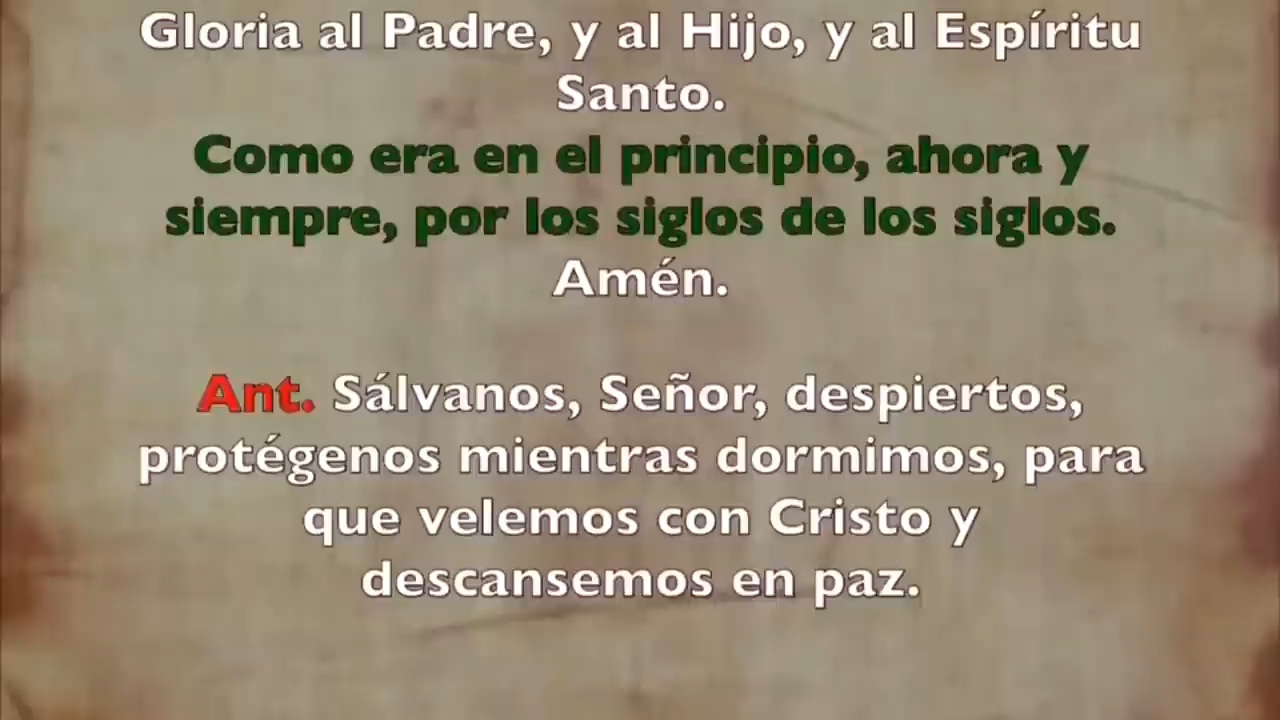 Gloria al Padre, y al Hijo, y al Espíritu
Santo.
Como era en el principio, ahora y
siempre, por los siglos de los siglos.
Amén.
Ant. Sálvanos, Señor, despiertos,
protégenos mientras dormimos, para
que velemos con Cristo y
descansemos en paz.